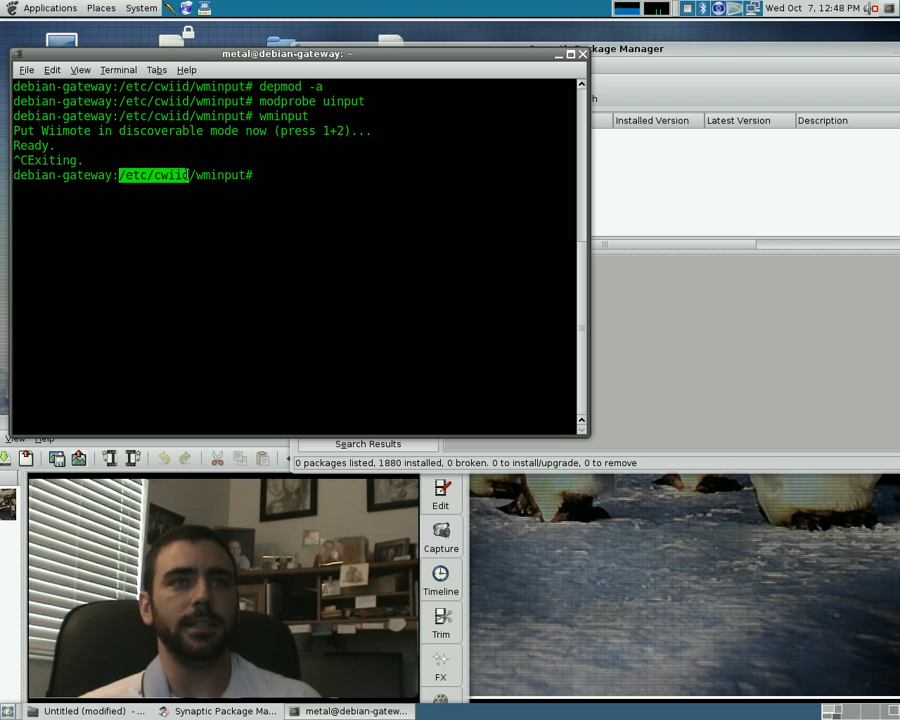 Applications Places System
Wed Oct 7, 12:48 PM
metal@debian-gateway: ~
Package Manager
File Edit View Terminal Tabs Help
debian-gateway:/etc/cwiid/wminput# depmod -a
debian-gateway:/etc/cwiid/wminput# modprobe uinput
debian-gateway:/etc/cwiid/wminput# wminput
Put Wiimote in discoverable mode now (press 1+2)...
Ready.
^CExiting.
debian-gateway:/etc/cwiid/wminput#
h
Installed Version Latest Version Description
View Help
Search Results
0 packages listed, 1880 installed, 0 broken. 0 to install/upgrade, 0 to remove
Edit
Capture
Timeline
Trim
FX
Untitled (modified) - ...
Synaptic Package Ma...
metal@debian-gatew...